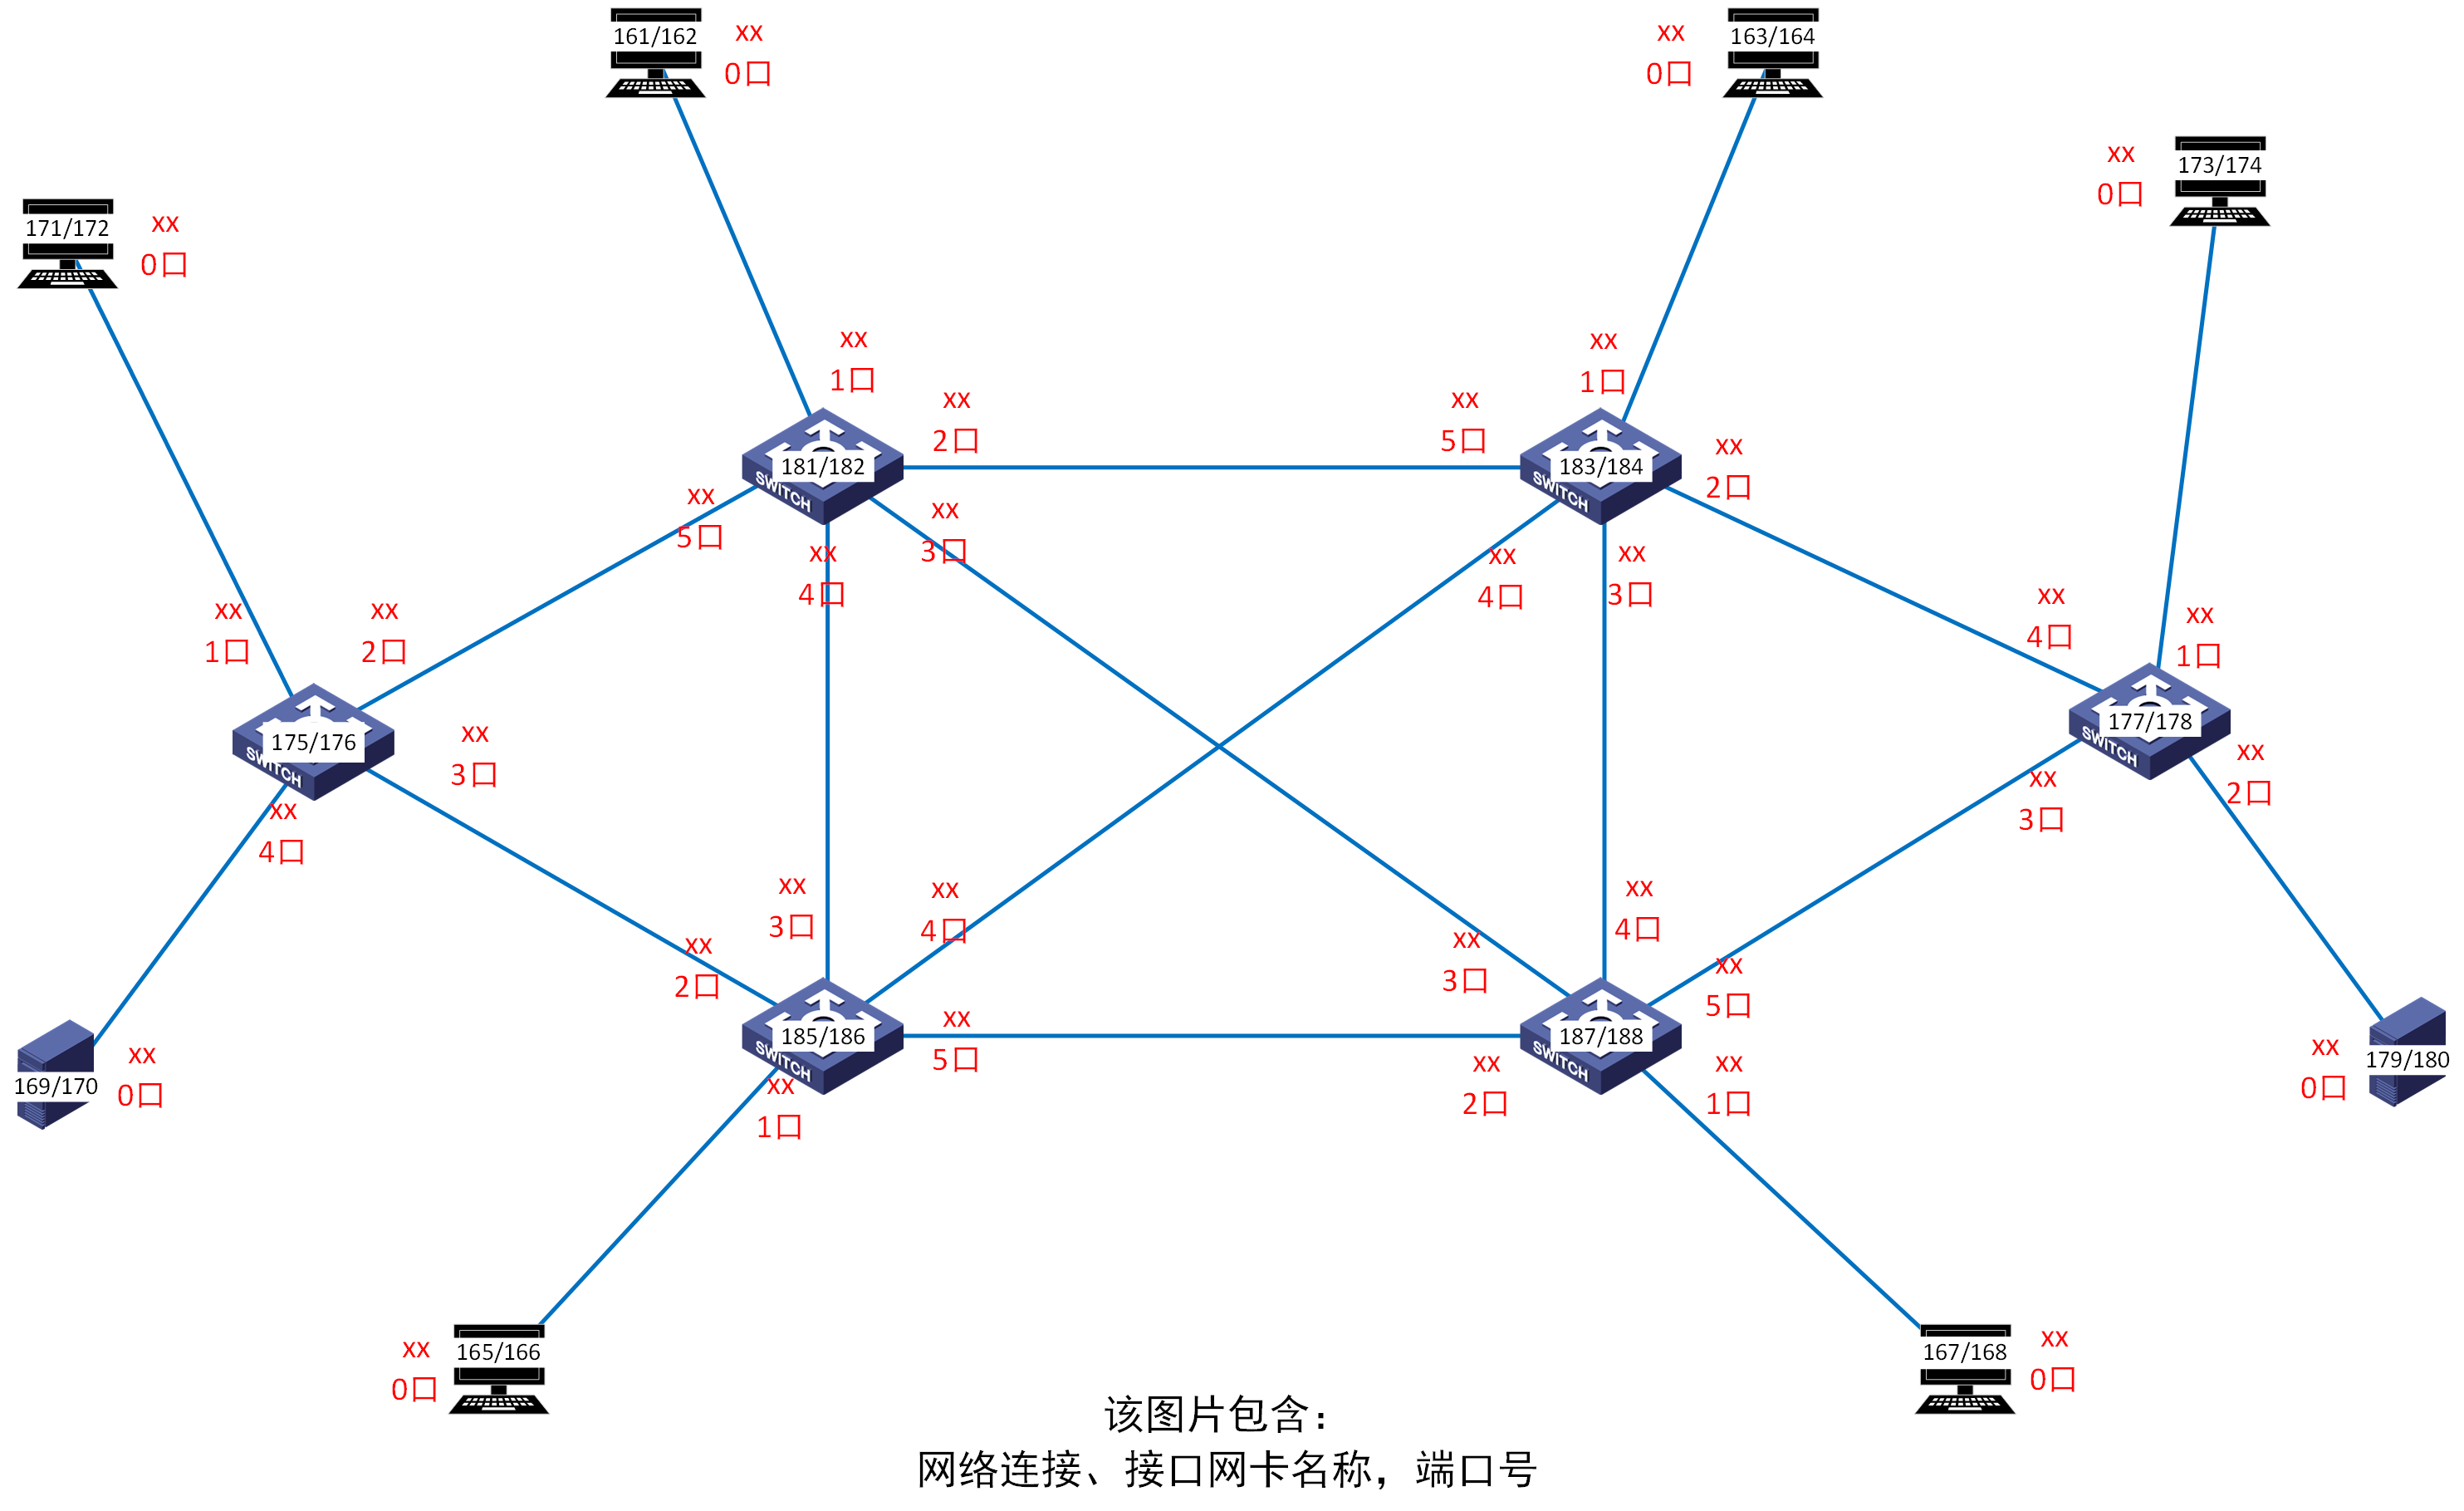 161/162
xx
0口
xx
0口
163/164
xx
0口
173/174
171/172
xx
0口
xx
1口
xx
2口
xx
5口
xx
1口
181/182
SWITCH
183/184
SWITCH
xx
2口
xx
5口
xx
3口
xx
4口
xx
4口
xx
3口
xx
1口
xx
2口
xx
4口
xx
1口
175/176
SWITCH
xx
3口
177/178
SWITCH
xx
2口
xx
3口
xx
4口
xx
3口
xx
4口
xx
4口
xx
2口
xx
3口
xx
5口
185/186
SWITCH
xx
5口
187/188
SWITCH
xx
2口
xx
1口
xx
1口
169/170
xx
0口
xx
0口
179/180
xx
0口
165/166
167/168
xx
0口
该图片包含：
网络连接、接口网卡名称，端口号